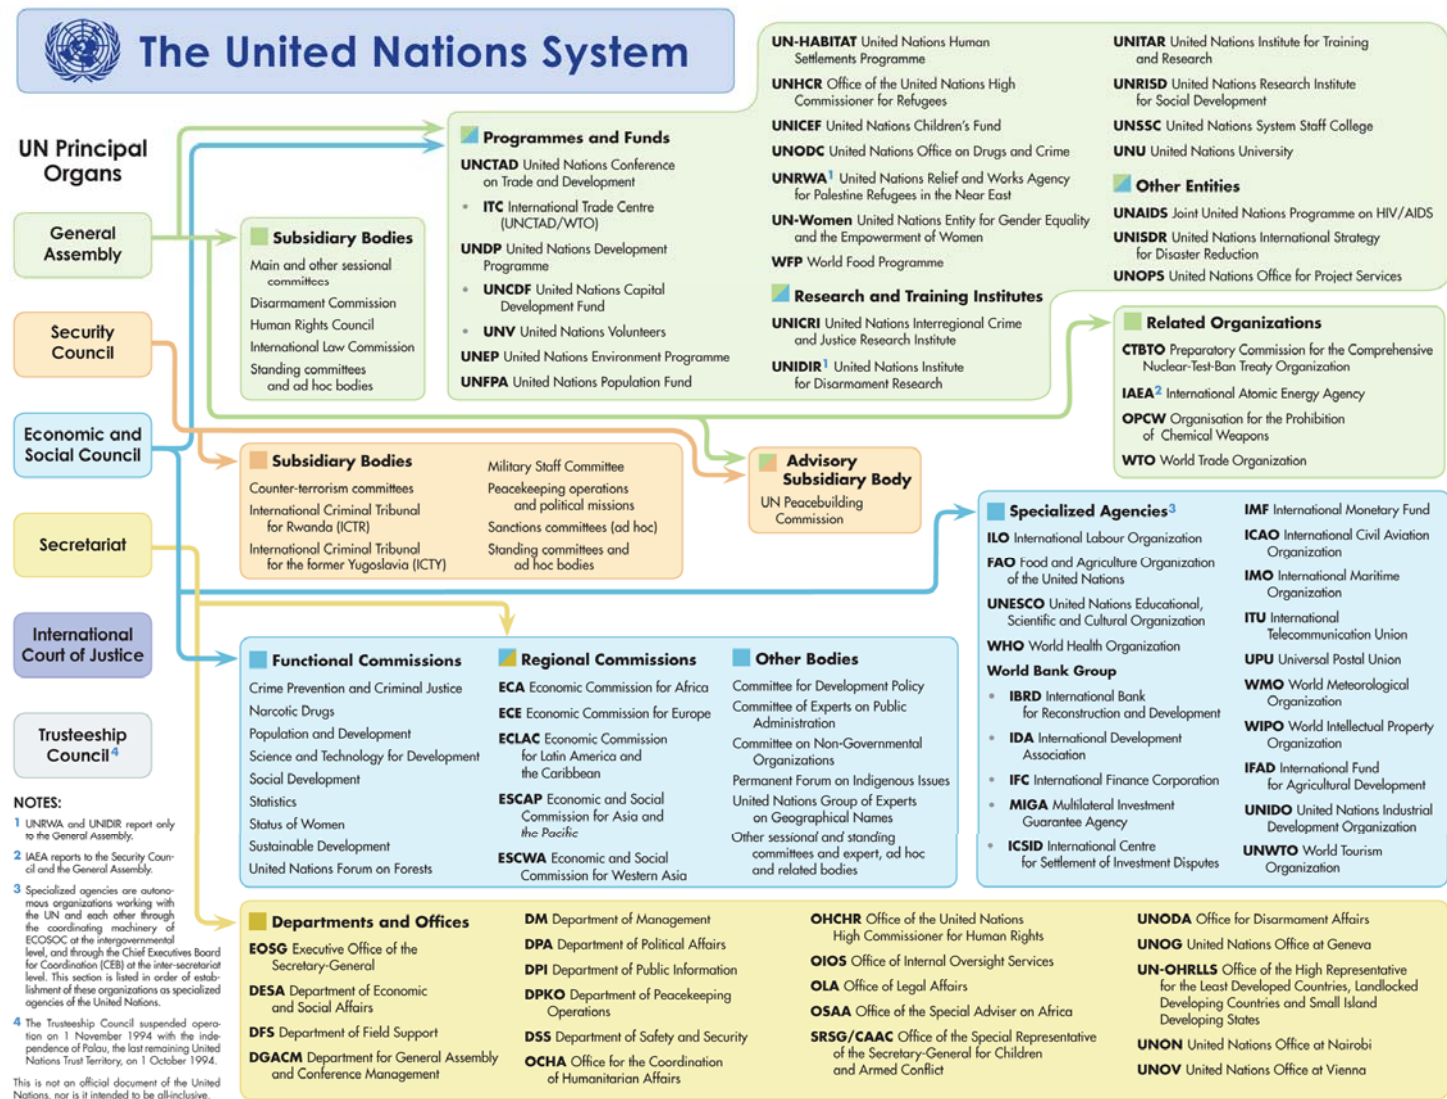 The United Nations System
UN Principal
Organs
General
Assembly
Security
Council
Economic and
Social Council
Secretariat
International
Court of Justice
Trusteeship
Council4
NOTES:
1 UNRWA and UNIDIR report only
to the General Assembly.
2 IAEA reports to the Security Coun-
cil and the General Assembly.
3 Specialized agencies are autono-
mous organizations working with
the UN and each other through
the coordinating machinery of
ECOSOC at the intergovernmental
level, and through the Chief Executives Board
for Coordination (CEB) at the inter-secretariat
level. This section is listed in order of estab-
lishment of these organizations as specialized
agencies of the United Nations.
4 The Trusteeship Council suspended opera-
tion on 1 November 1994 with the inde-
pendence of Palau, the last remaining United
Nations Trust Territory, on 1 October 1994.
This is not an official document of the United
Nations, nor is it intended to be all-inclusive.
Subsidiary Bodies
Main and other sessional
committees
Disarmament Commission
Human Rights Council
International Law Commission
Standing committees
and ad hoc bodies
Programmes and Funds
UNCTAD United Nations Conference
on Trade and Development
• ITC International Trade Centre
(UNCTAD/WTO)
UNDP United Nations Development
Programme
• UNCDF United Nations Capital
Development Fund
• UNV United Nations Volunteers
UNEP United Nations Environment Programme
UNFPA United Nations Population Fund
UN-HABITAT United Nations Human
Settlements Programme
UNHCR Office of the United Nations High
Commissioner for Refugees
UNICEF United Nations Children's Fund
UNODC United Nations Office on Drugs and Crime
UNRWA1 United Nations Relief and Works Agency
for Palestine Refugees in the Near East
UN-Women United Nations Entity for Gender Equality
and the Empowerment of Women
WFP World Food Programme
Research and Training Institutes
UNICRI United Nations Interregional Crime
and Justice Research Institute
UNIDIR1 United Nations Institute
for Disarmament Research
UNITAR United Nations Institute for Training
and Research
UNRISD United Nations Research Institute
for Social Development
UNSSC United Nations System Staff College
UNU United Nations University
Other Entities
UNAIDS Joint United Nations Programme on HIV/AIDS
UNISDR United Nations International Strategy
for Disaster Reduction
UNOPS United Nations Office for Project Services
Related Organizations
CTBTO Preparatory Commission for the Comprehensive
Nuclear-Test-Ban Treaty Organization
IAEA2 International Atomic Energy Agency
OPCW Organisation for the Prohibition
of Chemical Weapons
WTO World Trade Organization
Subsidiary Bodies
Counter-terrorism committees
International Criminal Tribunal
for Rwanda (ICTR)
International Criminal Tribunal
for the former Yugoslavia (ICTY)
Military Staff Committee
Peacekeeping operations
and political missions
Sanctions committees (ad hoc)
Standing committees and
ad hoc bodies
Advisory
Subsidiary Body
UN Peacebuilding
Commission
Specialized Agencies3
ILO International Labour Organization
FAO Food and Agriculture Organization
of the United Nations
UNESCO United Nations Educational,
Scientific and Cultural Organization
WHO World Health Organization
World Bank Group
• IBRD International Bank
for Reconstruction and Development
• IDA International Development
Association
• IFC International Finance Corporation
• MIGA Multilateral Investment
Guarantee Agency
• ICSID International Centre
for Settlement of Investment Disputes
IMF International Monetary Fund
ICAO International Civil Aviation
Organization
IMO International Maritime
Organization
ITU International
Telecommunication Union
UPU Universal Postal Union
WMO World Meteorological
Organization
WIPO World Intellectual Property
Organization
IFAD International Fund
for Agricultural Development
UNIDO United Nations Industrial
Development Organization
UNWTO World Tourism
Organization
Functional Commissions
Crime Prevention and Criminal Justice
Narcotic Drugs
Population and Development
Science and Technology for Development
Social Development
Statistics
Status of Women
Sustainable Development
United Nations Forum on Forests
Regional Commissions
ECA Economic Commission for Africa
ECE Economic Commission for Europe
ECLAC Economic Commission
for Latin America and
the Caribbean
ESCAP Economic and Social
Commission for Asia and
the Pacific
ESCWA Economic and Social
Commission for Western Asia
Other Bodies
Committee for Development Policy
Committee of Experts on Public
Administration
Committee on Non-Governmental
Organizations
Permanent Forum on Indigenous Issues
United Nations Group of Experts
on Geographical Names
Other sessional and standing
committees and expert, ad hoc
and related bodies
Departments and Offices
EOSG Executive Office of the
Secretary-General
DESA Department of Economic
and Social Affairs
DFS Department of Field Support
DGACM Department for General Assembly
and Conference Management
DM Department of Management
DPA Department of Political Affairs
DPI Department of Public Information
DPKO Department of Peacekeeping
Operations
DSS Department of Safety and Security
OCHA Office for the Coordination
of Humanitarian Affairs
OHCHR Office of the United Nations
High Commissioner for Human Rights
OIOS Office of Internal Oversight Services
OLA Office of Legal Affairs
OSAA Office of the Special Adviser on Africa
SRSG/CAAC Office of the Special Representative
of the Secretary-General for Children
and Armed Conflict
UNODA Office for Disarmament Affairs
UNOG United Nations Office at Geneva
UN-OHRLLS Office of the High Representative
for the Least Developed Countries, Landlocked
Developing Countries and Small Island
Developing States
UNON United Nations Office at Nairobi
UNOV United Nations Office at Vienna